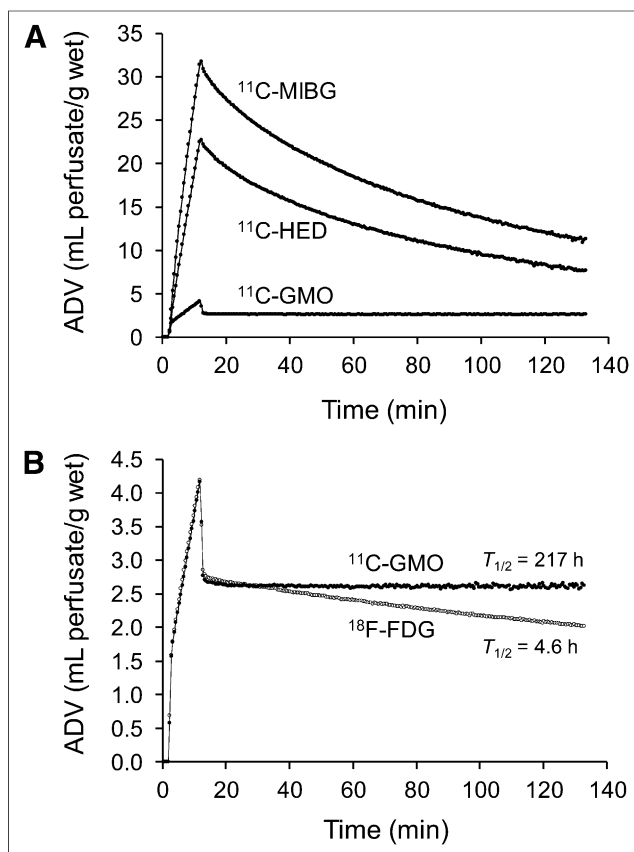 A
ADV (mL perfusate/g wet)
35
30
25
20
15
10
5
0
¹¹C-MIBG
¹¹C-HED
¹¹C-GMO
0 20 40 60 80 100 120 140
Time (min)
B
ADV (mL perfusate/g wet)
4.5
4.0
3.5
3.0
2.5
2.0
1.5
1.0
0.5
0.0
¹¹C-GMO T₁/₂ = 217 h
¹⁸F-FDG
T₁/₂ = 4.6 h
0 20 40 60 80 100 120 140
Time (min)